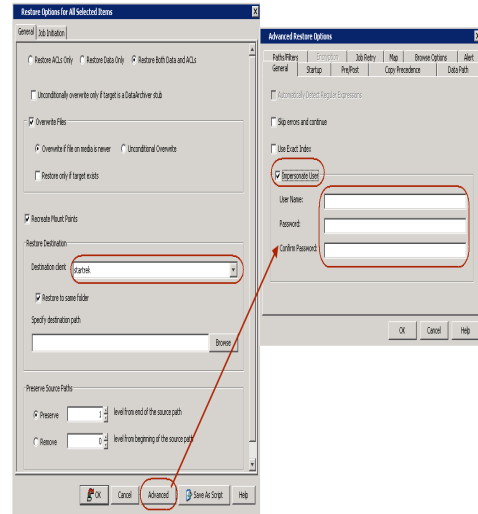 Restore Options for All Selected Items
X
General Job Initiation
Restore ACLs Only Restore Data Only Restore Both Data and ACLs
Unconditionally overwrite only if target is a DataArchiver stub
Overwrite Files
Overwrite if file on media is newer Unconditional Overwrite
Restore only if target exists
Recreate Mount Points
Restore Destination
Destination client startrek
Restore to same folder
Specify destination path
Browse
Preserve Source Paths
Preserve 1 level from end of the source path
Remove 0 level from beginning of the source path
OK Cancel Advanced Save As Script Help
Advanced Restore Options
X
Paths/Filters Encryption Job Retry Map Browse Options Alert
General Startup Pre/Post Copy Precedence Data Path
Automatically Detect Regular Expressions
Skip errors and continue
Use Exact Index
Impersonate User
User Name:
Password:
Confirm Password:
OK Cancel Help